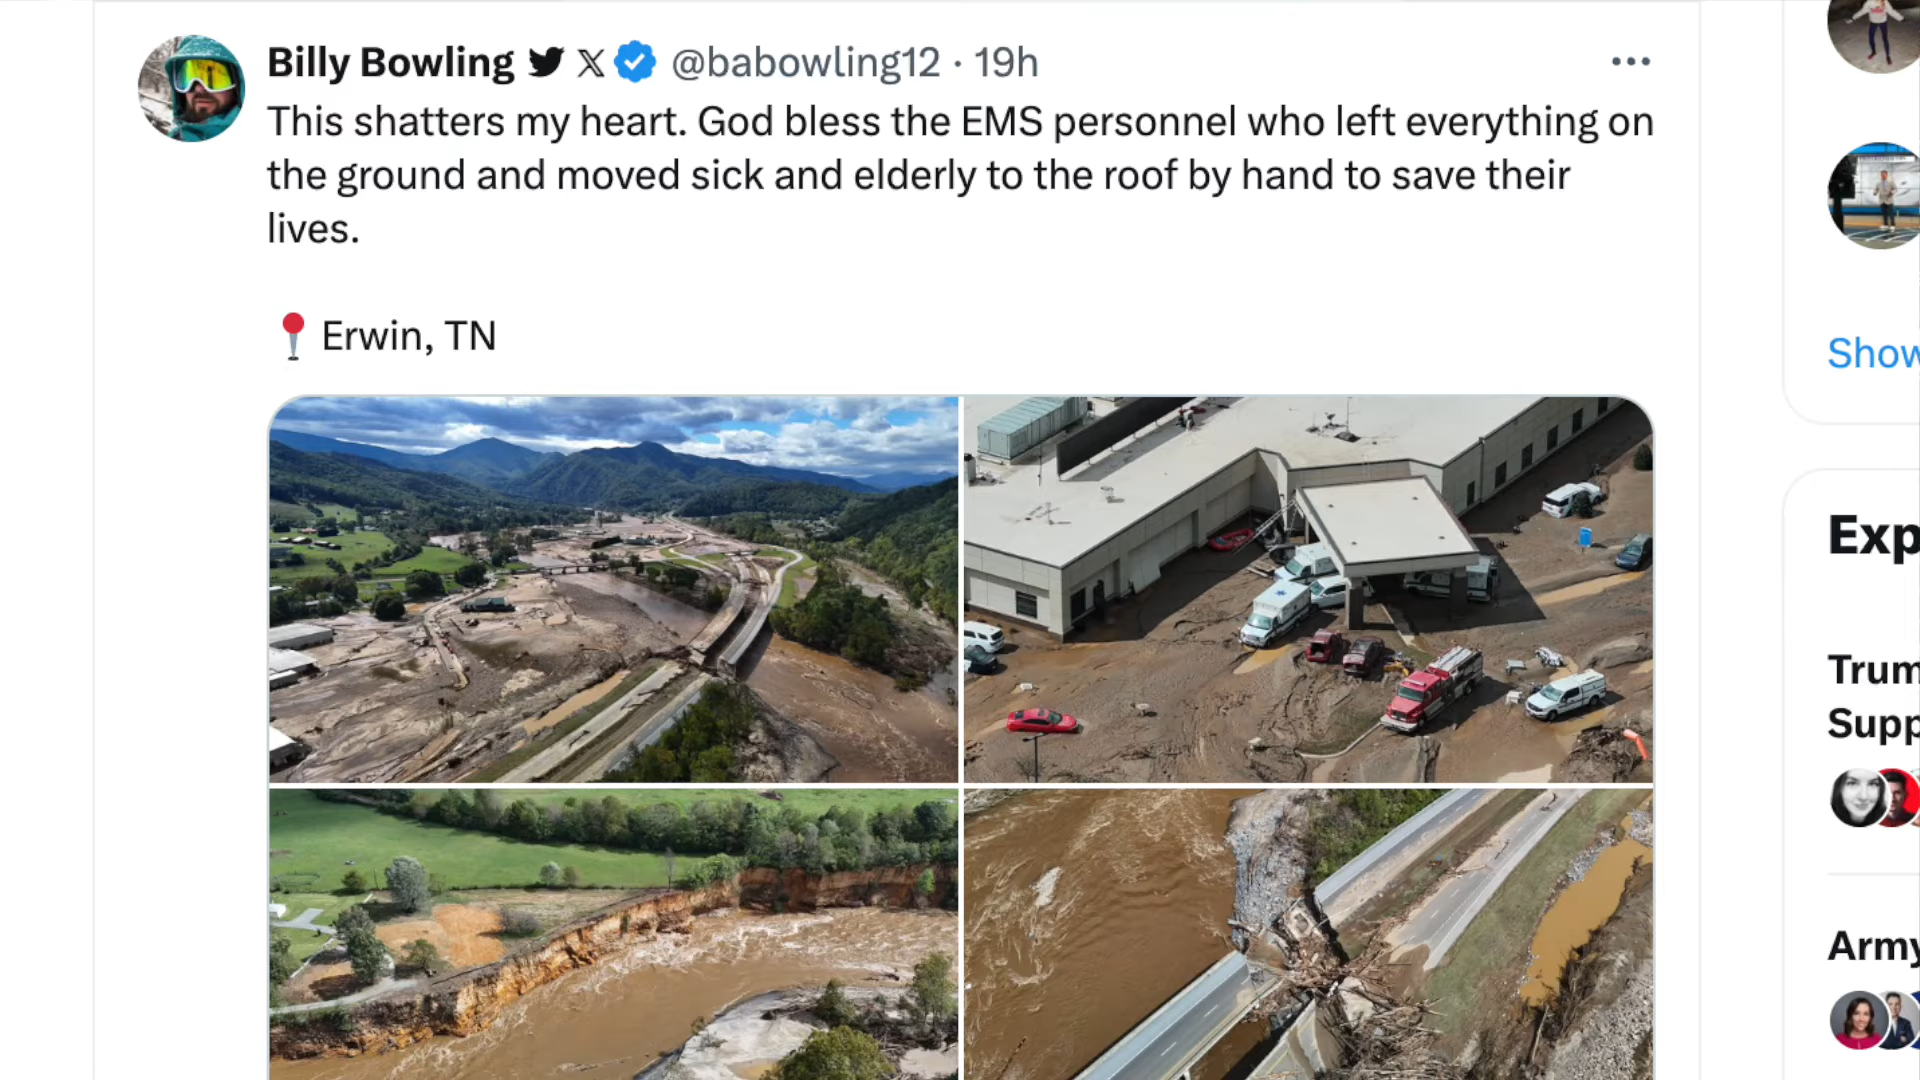 Billy Bowling @babowling12 · 19h
This shatters my heart. God bless the EMS personnel who left everything on
the ground and moved sick and elderly to the roof by hand to save their
lives.
Erwin, TN
Show
Exp
Trum
Supp
Army